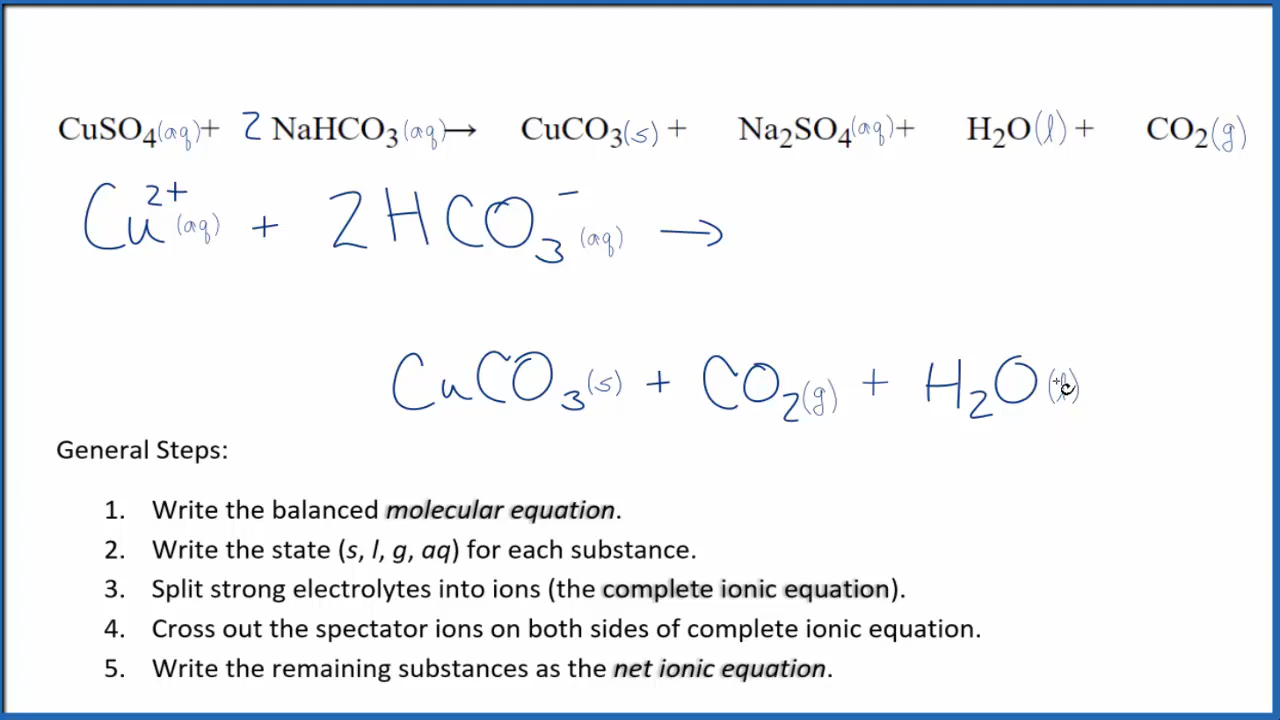 CuSO₄(aq) + 2 NaHCO₃(aq) → CuCO₃(s) + Na₂SO₄(aq) + H₂O(l) + CO₂(g)
Cu²⁺(aq) + 2HCO₃⁻(aq) →
CuCO₃(s) + CO₂(g) + H₂O(l)
General Steps:
1. Write the balanced molecular equation.
2. Write the state (s, l, g, aq) for each substance.
3. Split strong electrolytes into ions (the complete ionic equation).
4. Cross out the spectator ions on both sides of complete ionic equation.
5. Write the remaining substances as the net ionic equation.